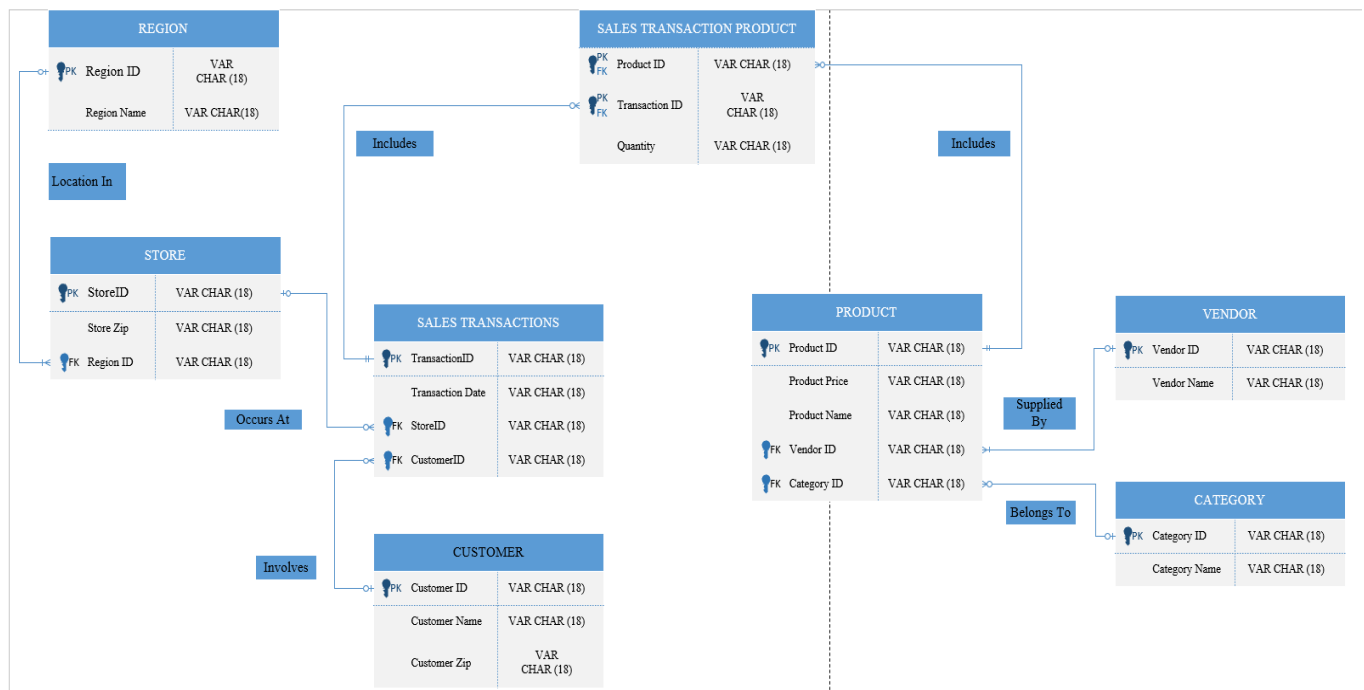 REGION
PK Region ID VAR
CHAR (18)
Region Name VAR CHAR(18)
Location In
STORE
PK StoreID VAR CHAR (18)
Store Zip VAR CHAR (18)
FK Region ID VAR CHAR (18)
Occurs At
Includes
SALES TRANSACTION PRODUCT
PK
FK
Product ID VAR CHAR (18)
PK
FK
Transaction ID VAR
CHAR (18)
Quantity VAR CHAR (18)
Includes
SALES TRANSACTIONS
PK TransactionID VAR CHAR (18)
Transaction Date VAR CHAR (18)
FK StoreID VAR CHAR (18)
FK CustomerID VAR CHAR (18)
Involves
CUSTOMER
PK Customer ID VAR CHAR (18)
Customer Name VAR CHAR (18)
Customer Zip VAR
CHAR (18)
PRODUCT
PK Product ID VAR CHAR (18)
Product Price VAR CHAR (18)
Product Name VAR CHAR (18)
FK Vendor ID VAR CHAR (18)
FK Category ID VAR CHAR (18)
Supplied
By
Belongs To
VENDOR
PK Vendor ID VAR CHAR (18)
Vendor Name VAR CHAR (18)
CATEGORY
PK Category ID VAR CHAR (18)
Category Name VAR CHAR (18)